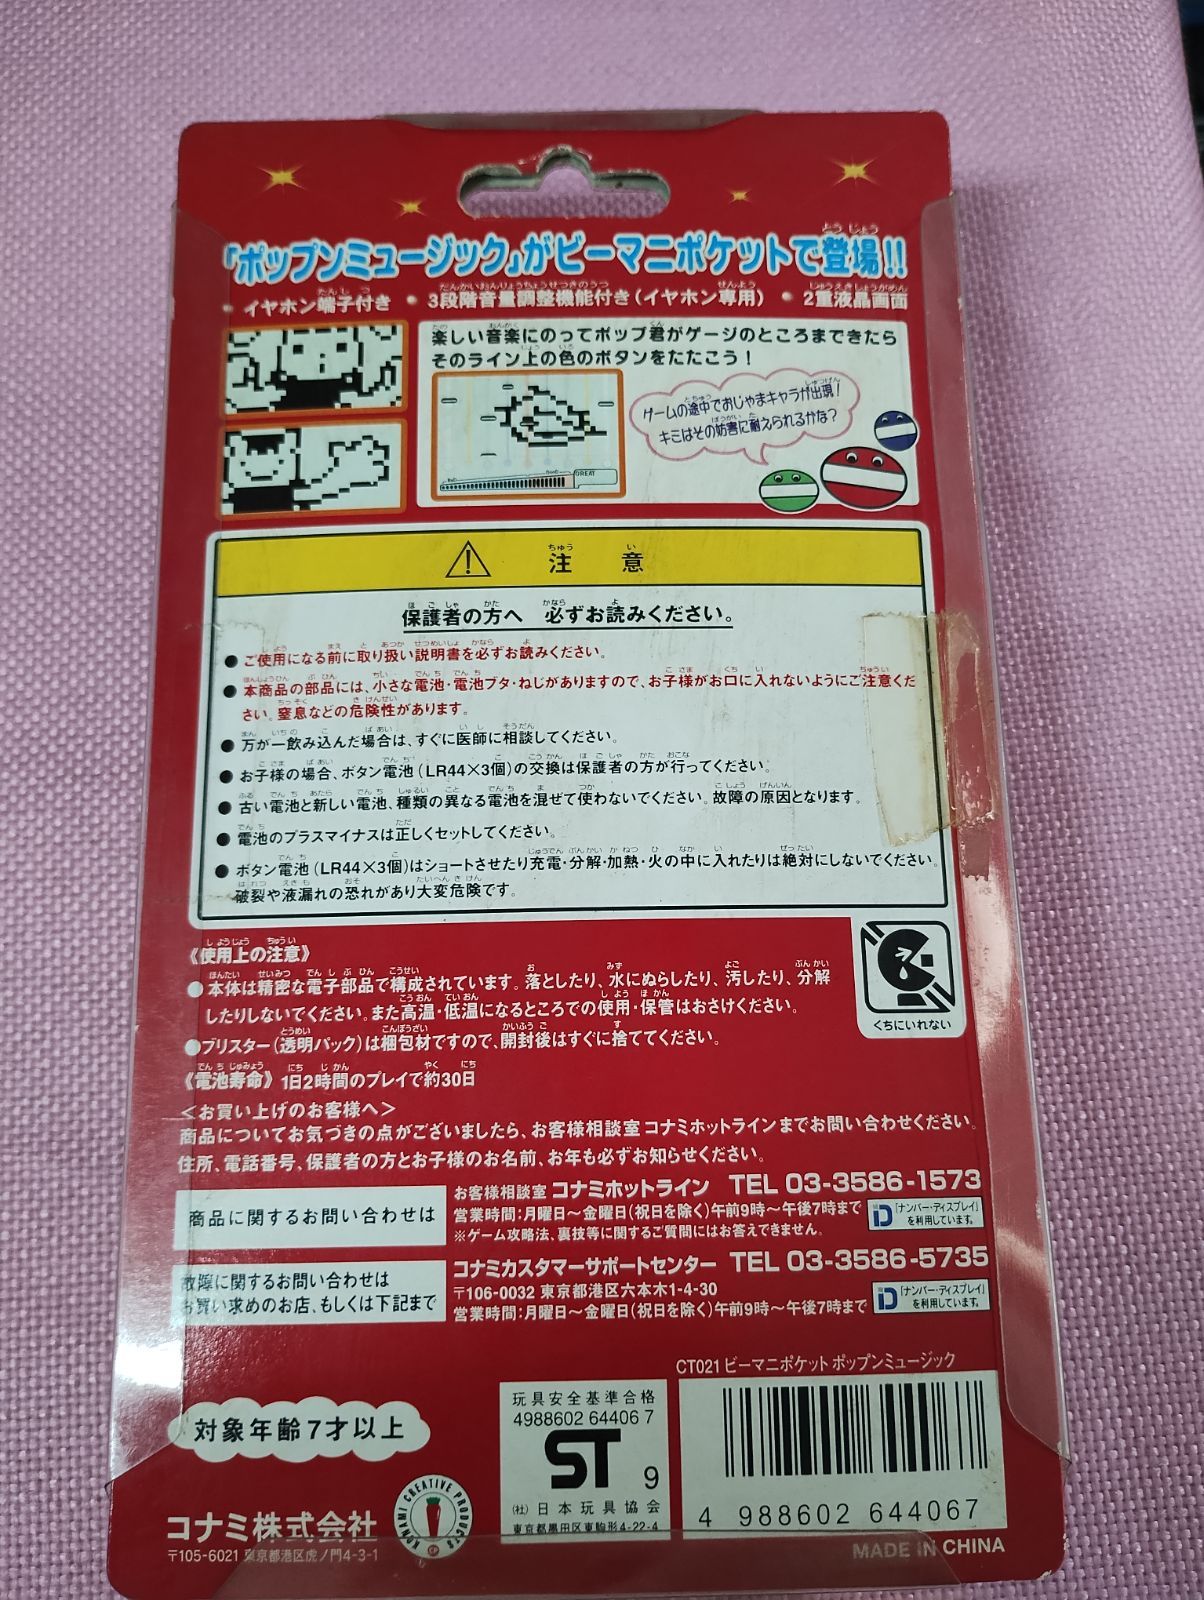 「ポップンミュージック」がビーマニポケットで登場!!
・イヤホン端子付き ・3段階音量調整機能付き(イヤホン専用) ・2重液晶画面
楽しい音楽にのってポップ君がゲージのところまできたら
そのライン上の色のボタンをたたこう!
ゲームの途中でおじゃまキャラが出現!
キミはその妨害に耐えられるかな?
BaD GooD GREAT
注 意
保護者の方へ 必ずお読みください。
●ご使用になる前に取り扱い説明書を必ずお読みください。
●本商品の部品には、小さな電池・電池ブタ・ねじがありますので、お子様がお口に入れないようにご注意くだ
さい。窒息などの危険性があります。
●万が一飲み込んだ場合は、すぐに医師に相談してください。
●お子様の場合、ボタン電池(LR44×3個)の交換は保護者の方が行ってください。
●古い電池と新しい電池、種類の異なる電池を混ぜて使わないでください。故障の原因となります。
●電池のプラスマイナスは正しくセットしてください。
●ボタン電池(LR44×3個)はショートさせたり充電・分解・加熱・火の中に入れたりは絶対にしないでください。
破裂や液漏れの恐れがあり大変危険です。
《使用上の注意》
●本体は精密な電子部品で構成されています。落としたり、水にぬらしたり、汚したり、分解
したりしないでください。また高温・低温になるところでの使用・保管はおさけください。
●ブリスター(透明パック)は梱包材ですので、開封後はすぐに捨ててください。
くちにいれない
《電池寿命》1日2時間のプレイで約30日
<お買い上げのお客様へ>
商品についてお気づきの点がございましたら、お客様相談室コナミホットラインまでお問い合わせください。
住所、電話番号、保護者の方とお子様のお名前、お年も必ずお知らせください。
商品に関するお問い合わせは
お客様相談室 コナミホットライン TEL 03-3586-1573
営業時間:月曜日～金曜日(祝日を除く)午前9時～午後7時まで
※ゲーム攻略法、裏技等に関するご質問にはお答えできません。
D「ナンバー・ディスプレイ」
を利用しています。
故障に関するお問い合わせは
お買い求めのお店、もしくは下記まで
コナミカスタマーサポートセンター TEL 03-3586-5735
〒106-0032 東京都港区六本木1-4-30
営業時間:月曜日～金曜日(祝日を除く)午前9時～午後7時まで
D「ナンバー・ディスプレイ」
を利用しています。
CT021 ビーマニポケット ポップンミュージック
対象年齢7才以上
玩具安全基準合格
4988602 64406 7
ST 9
(社)日本玩具協会
東京都墨田区東駒形4-22-4
4 988602 644067
コナミ株式会社
〒105-6021 東京都港区虎ノ門4-3-1
KONAMI CREATIVE PRODUCTS
MADE IN CHINA